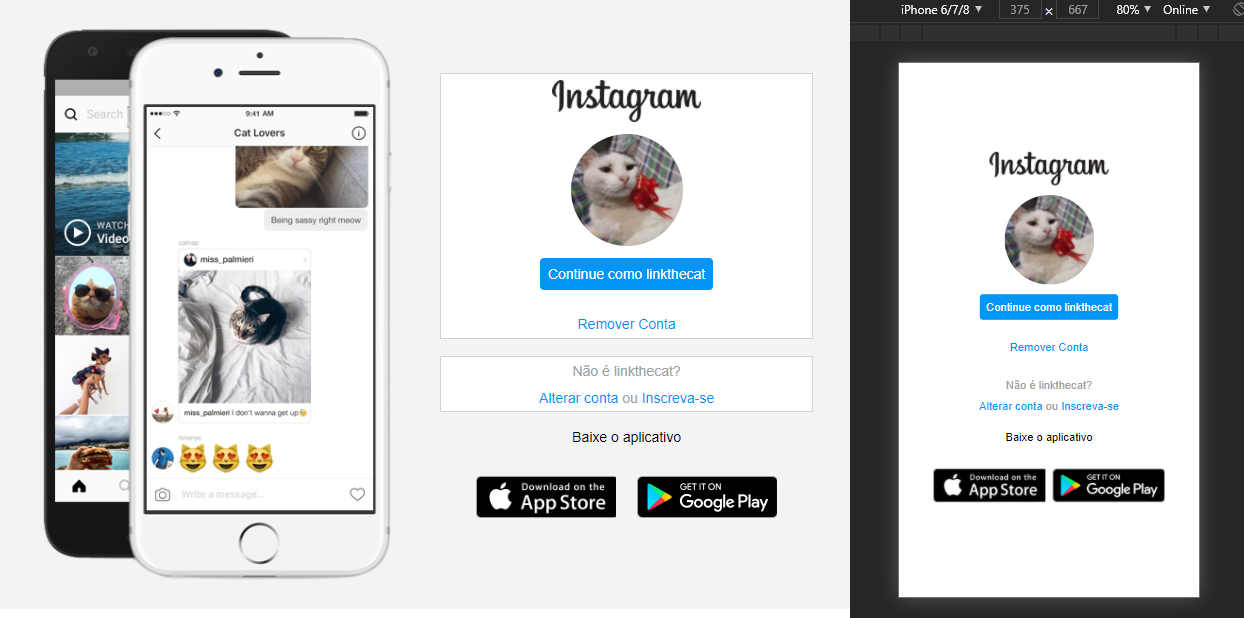 Search
WATCH
Video
9:41 AM
Cat Lovers
Being sassy right meow
catnap
miss_palmieri
miss_palmieri I don't wanna get up😴
Write a message...
Instagram
Continue como linkthecat
Remover Conta
Não é linkthecat?
Alterar conta ou Inscreva-se
Baixe o aplicativo
Download on the
App Store
GET IT ON
Google Play
iPhone 6/7/8 ▼ 375 × 667 80% ▼ Online ▼
Instagram
Continue como linkthecat
Remover Conta
Não é linkthecat?
Alterar conta ou Inscreva-se
Baixe o aplicativo
Download on the
App Store
GET IT ON
Google Play